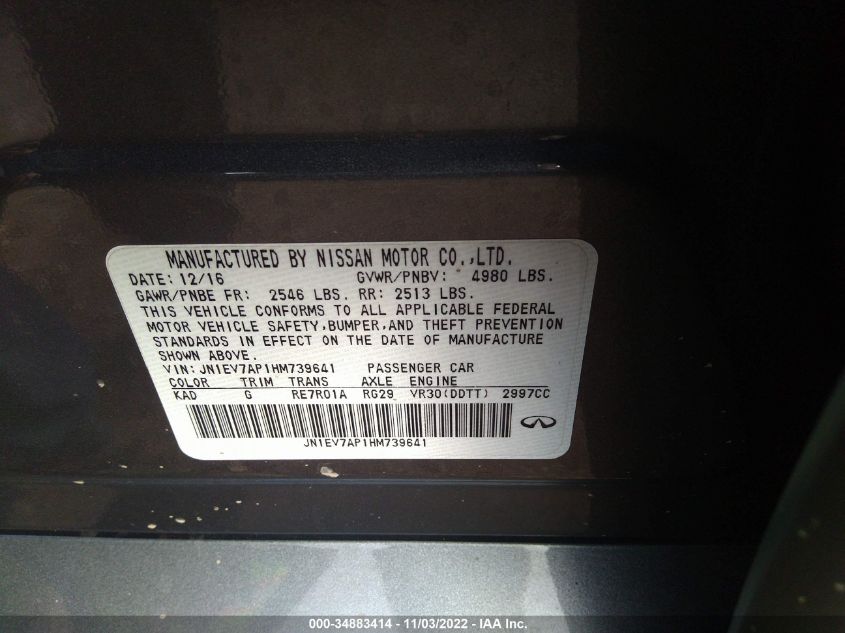 MANUFACTURED BY NISSAN MOTOR CO.,LTD.
DATE: 12/16 GVWR/PNBV: 4980 LBS.
GAWR/PNBE FR: 2546 LBS. RR: 2513 LBS.
THIS VEHICLE CONFORMS TO ALL APPLICABLE FEDERAL
MOTOR VEHICLE SAFETY,BUMPER,AND THEFT PREVENTION
STANDARDS IN EFFECT ON THE DATE OF MANUFACTURE
SHOWN ABOVE.
VIN: JN1EV7AP1HM739641 PASSENGER CAR
COLOR TRIM TRANS AXLE ENGINE
KAD G RE7R01A RG29 VR30(DDTT) 2997CC
JN1EV7AP1HM739641
000-34883414 - 11/03/2022 - IAA Inc.